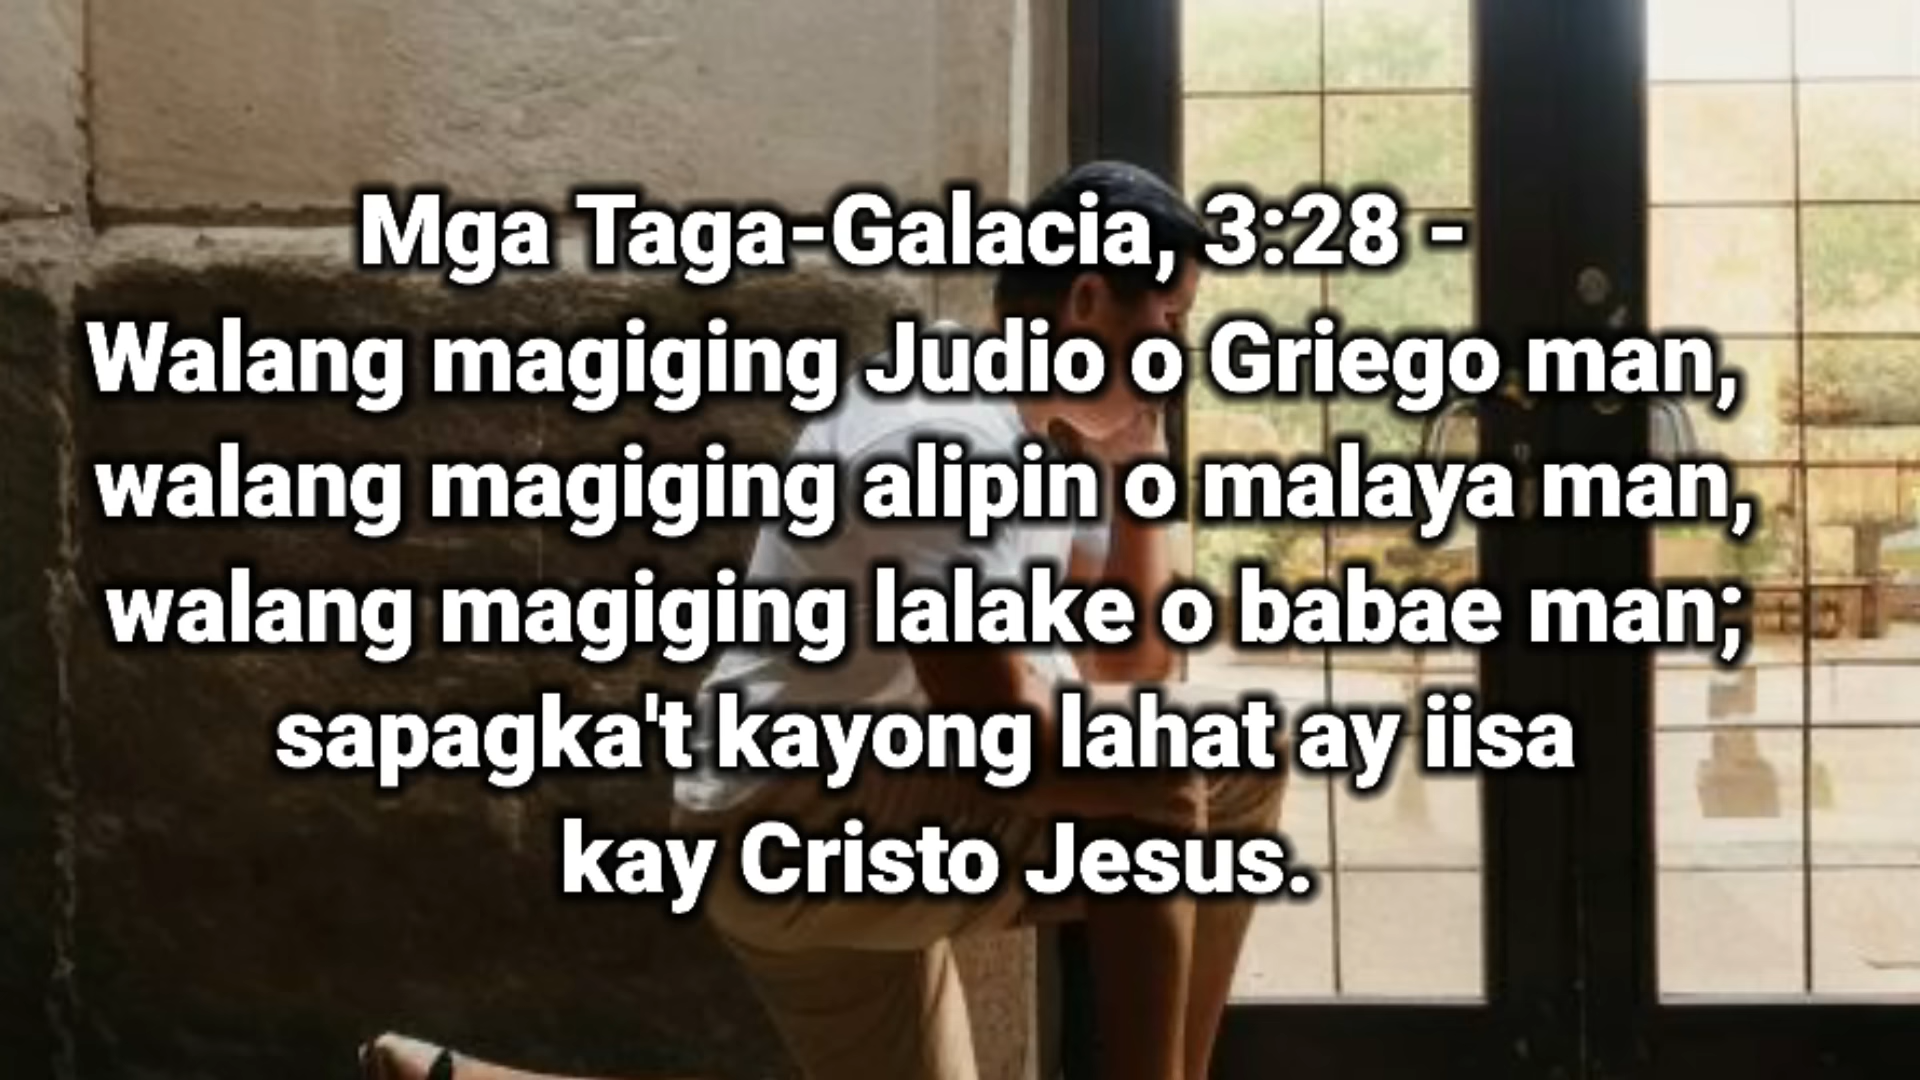 Mga Taga-Galacia, 3:28 -
Walang magiging Judio o Griego man,
walang magiging alipin o malaya man,
walang magiging lalake o babae man;
sapagka't kayong lahat ay iisa
kay Cristo Jesus.